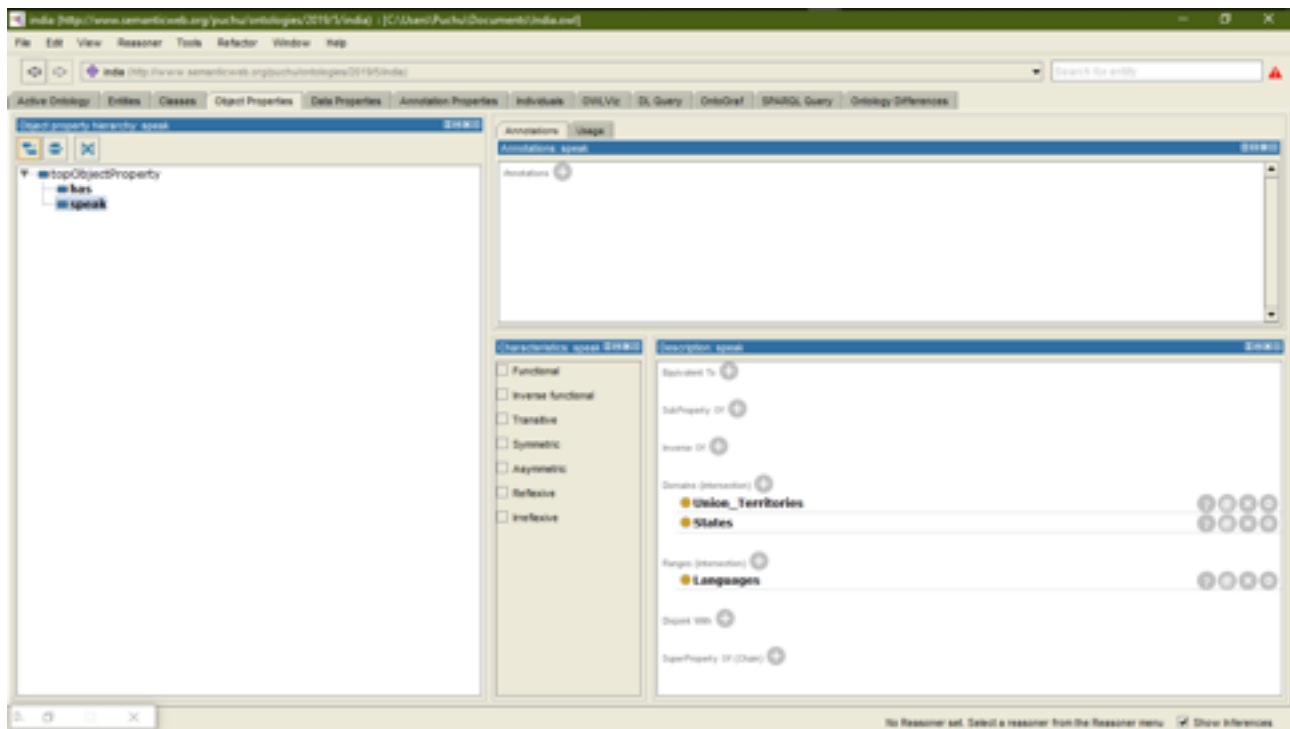 india (http://www.semanticweb.org/puchu/ontologies/2019/5/india) : [C:\Users\Puchu\Documents\India.owl]
File Edit View Reasoner Tools Refactor Window Help
india (http://www.semanticweb.org/puchu/ontologies/2019/5/india) Search for entity
Active Ontology Entities Classes Object Properties Data Properties Annotation Properties Individuals OWLViz DL Query OntoGraf SPARQL Query Ontology Differences
Object property hierarchy: speak
topObjectProperty
has
speak
Annotations Usage
Annotations: speak
Annotations
Characteristics: speak
Functional
Inverse functional
Transitive
Symmetric
Asymmetric
Reflexive
Irreflexive
Description: speak
Equivalent To
SubProperty Of
Inverse Of
Domains (intersection)
Union_Territories
States
Ranges (intersection)
Languages
Disjoint With
SuperProperty Of (Chain)
No Reasoner set. Select a reasoner from the Reasoner menu Show Inferences